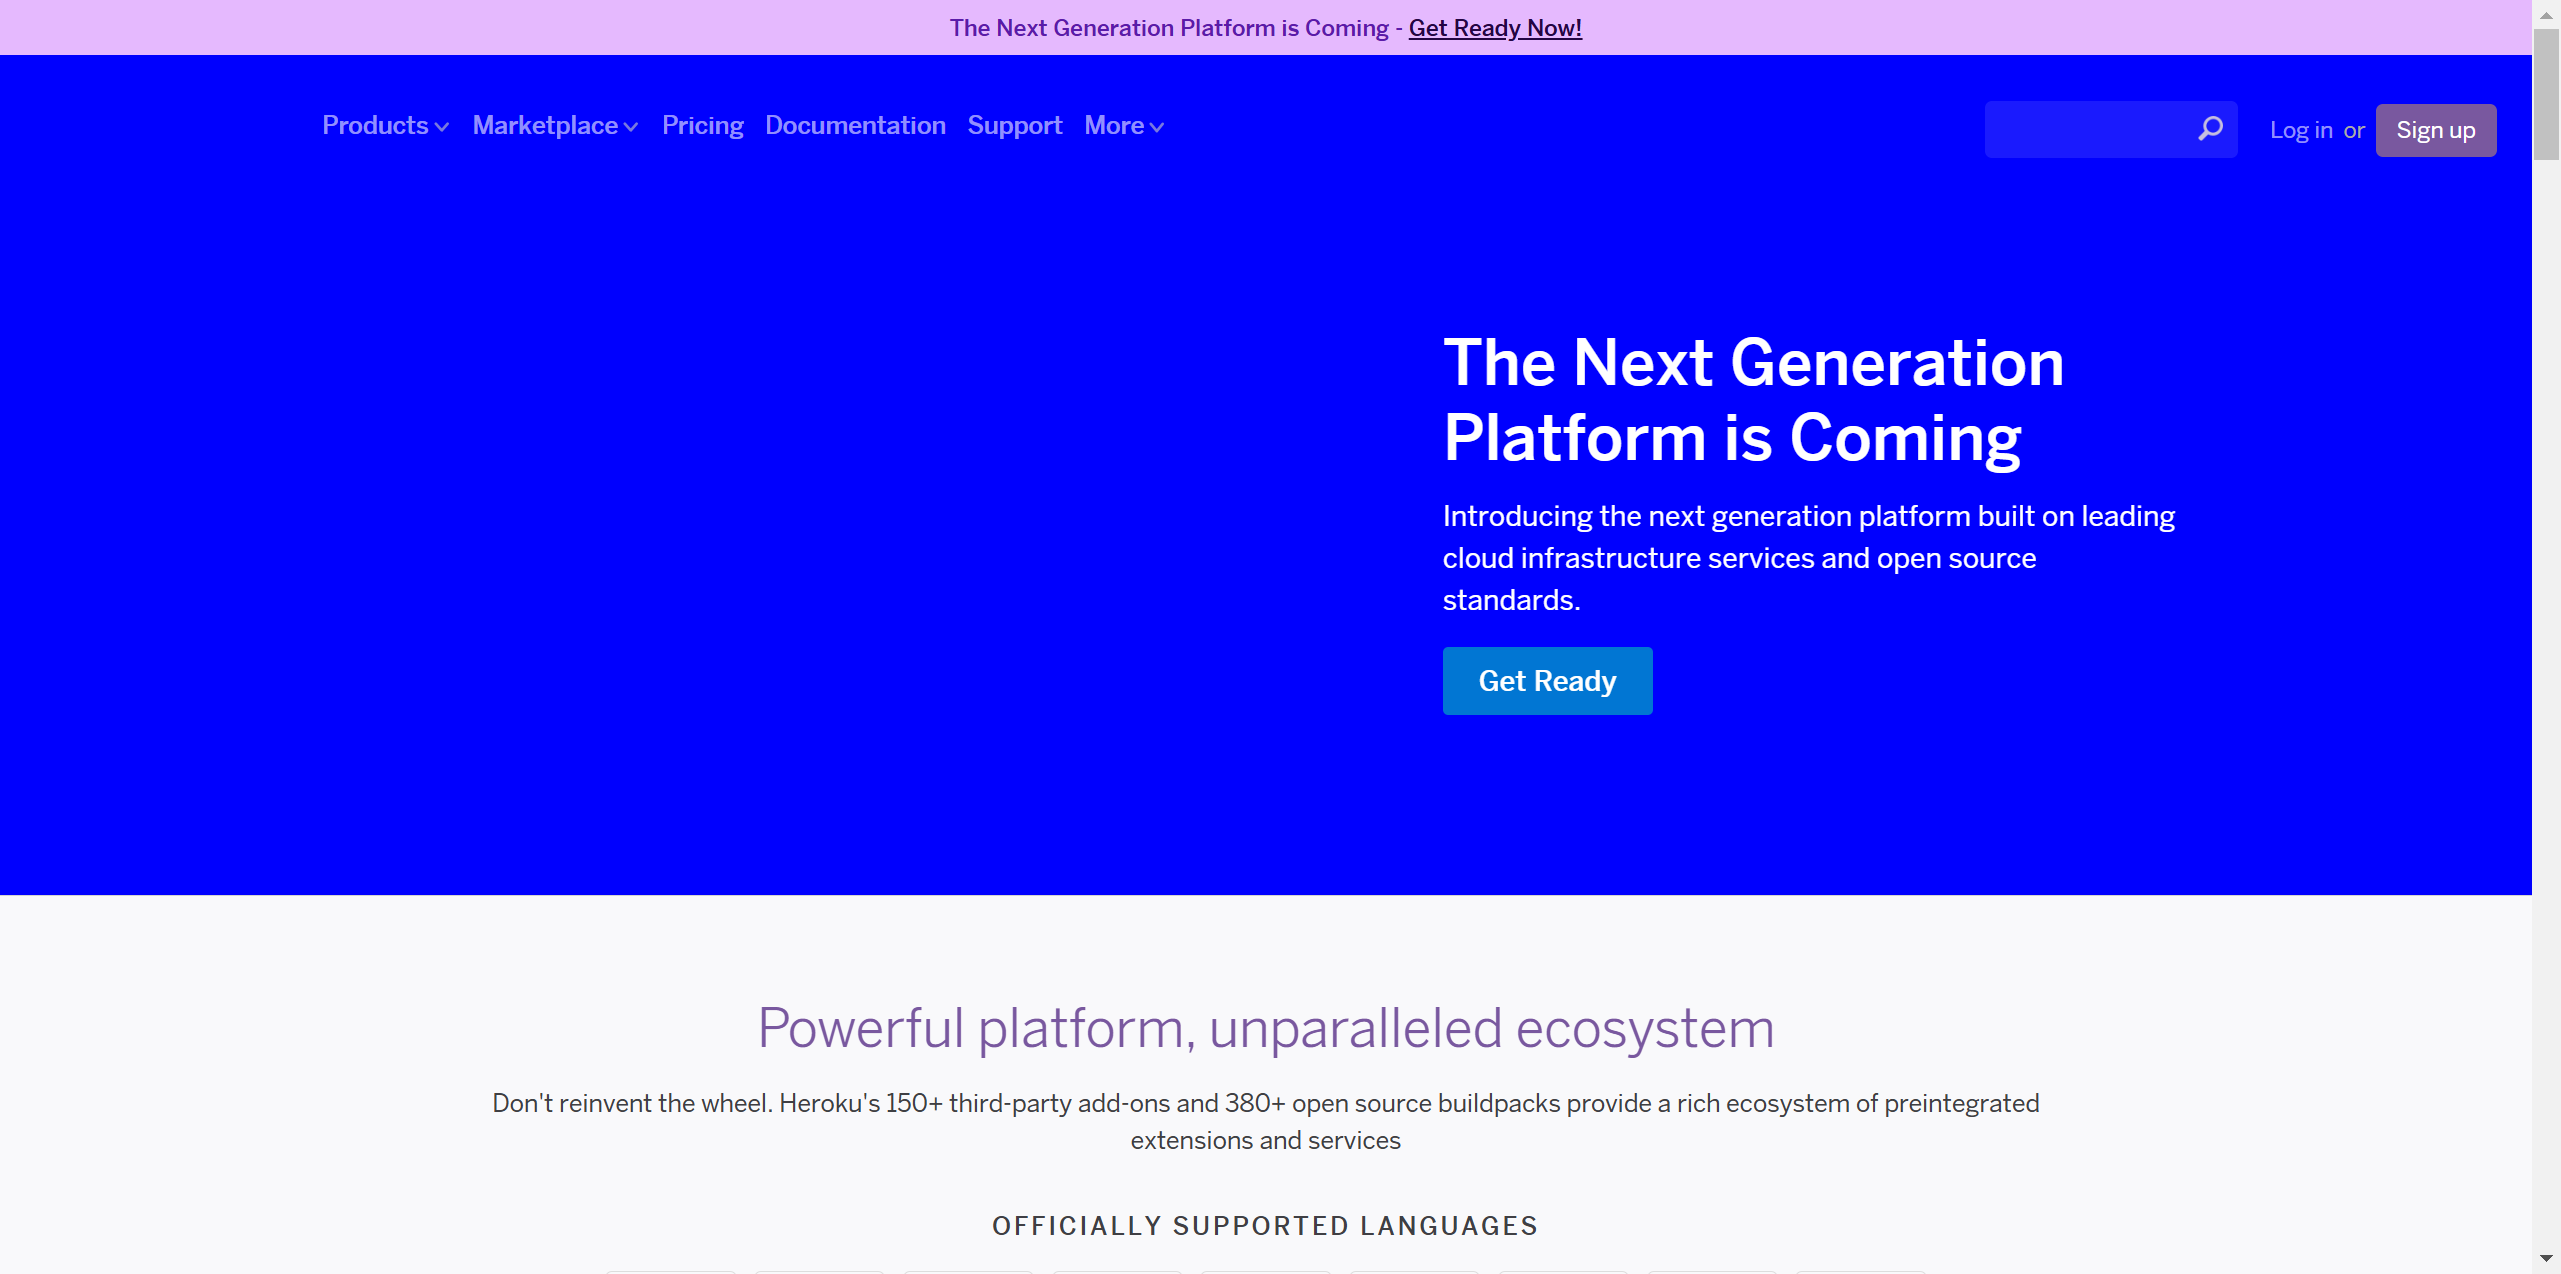 The Next Generation Platform is Coming - Get Ready Now!
Products Marketplace Pricing Documentation Support More
Log in or Sign up
The Next Generation
Platform is Coming
Introducing the next generation platform built on leading
cloud infrastructure services and open source
standards.
Get Ready
Powerful platform, unparalleled ecosystem
Don't reinvent the wheel. Heroku's 150+ third-party add-ons and 380+ open source buildpacks provide a rich ecosystem of preintegrated
extensions and services
OFFICIALLY SUPPORTED LANGUAGES